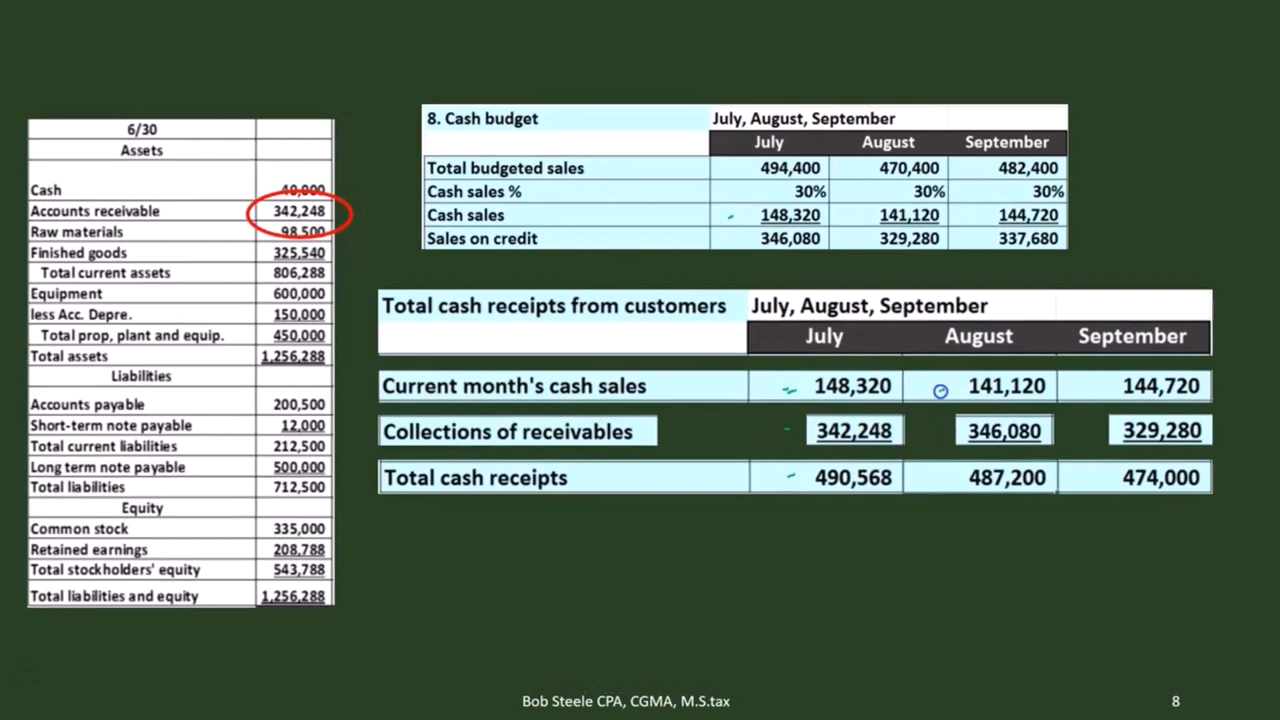 6/30
Assets
Cash 40,000
Accounts receivable 342,248
Raw materials 98,500
Finished goods 325,540
Total current assets 806,288
Equipment 600,000
less Acc. Depre. 150,000
Total prop, plant and equip. 450,000
Total assets 1,256,288
Liabilities
Accounts payable 200,500
Short-term note payable 12,000
Total current liabilities 212,500
Long term note payable 500,000
Total liabilities 712,500
Equity
Common stock 335,000
Retained earnings 208,788
Total stockholders' equity 543,788
Total liabilities and equity 1,256,288
8. Cash budget July, August, September
July August September
Total budgeted sales 494,400 470,400 482,400
Cash sales % 30% 30% 30%
Cash sales 148,320 141,120 144,720
Sales on credit 346,080 329,280 337,680
Total cash receipts from customers July, August, September
July August September
Current month's cash sales 148,320 141,120 144,720
Collections of receivables 342,248 346,080 329,280
Total cash receipts 490,568 487,200 474,000
Bob Steele CPA, CGMA, M.S.tax 8